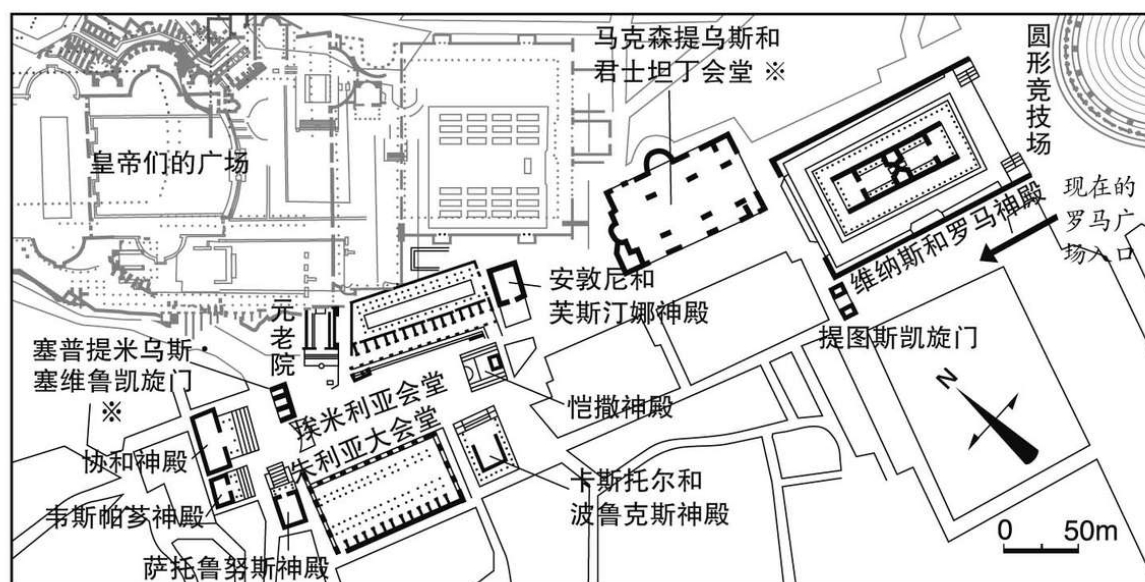 马克森提乌斯和
君士坦丁会堂 ※
圆形竞技场
皇帝们的广场
现在的
罗马广
场入口
维纳斯和罗马神殿
安敦尼和
芙斯汀娜神殿
元老院
提图斯凯旋门
塞普提米乌斯·
塞维鲁凯旋门
※
埃米利亚会堂
恺撒神殿
朱利亚大会堂
协和神殿
韦斯帕芗神殿
卡斯托尔和
波鲁克斯神殿
萨托鲁努斯神殿
N
0 50m